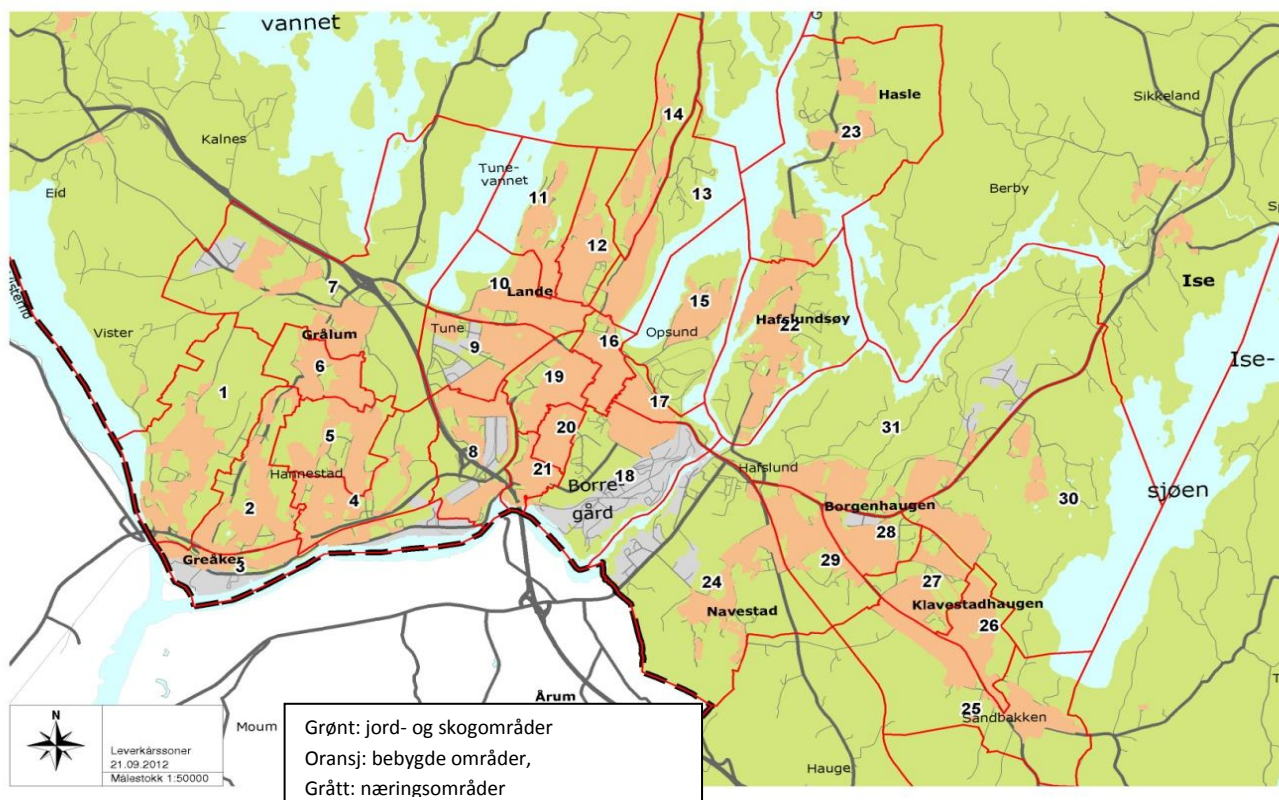 vannet
Kalnes
Eid
Vister
Tune-
vannet
Hasle
Sikkeland
Berby
Ise
Ise-
sjøen
14
23
13
11
12
7
10
Lande
15
Opsund
Hafslundsøy
22
Tune
9
16
Grålum
6
1
19
17
20
5
31
8
Hannestad
21
18
Borre-
gård
Hafslund
2
4
Borgenhaugen
28
30
Greåker
3
29
24
27
Navestad
Klavestadhaugen
26
25
Sandbakken
Årum
Moum
Hauge
N
Leverkårssoner
21.09.2012
Målestokk 1:50000
Grønt: jord- og skogområder
Oransj: bebygde områder,
Grått: næringsområder